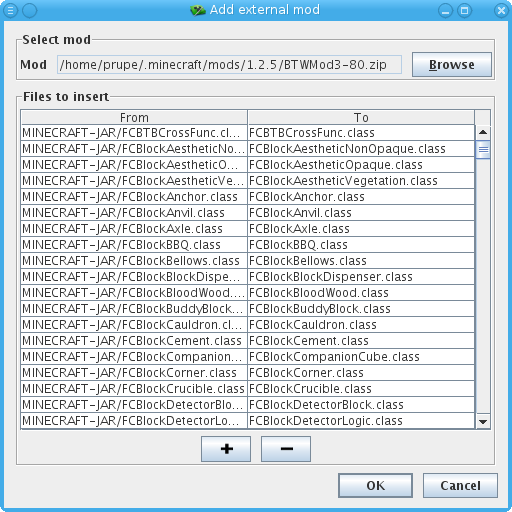 Add external mod
Select mod
Mod /home/prupe/.minecraft/mods/1.2.5/BTWMod3-80.zip Browse
Files to insert
From To
MINECRAFT-JAR/FCBTBCrossFunc.cl... FCBTBCrossFunc.class
MINECRAFT-JAR/FCBlockAestheticNo... FCBlockAestheticNonOpaque.class
MINECRAFT-JAR/FCBlockAestheticO... FCBlockAestheticOpaque.class
MINECRAFT-JAR/FCBlockAestheticVe... FCBlockAestheticVegetation.class
MINECRAFT-JAR/FCBlockAnchor.class FCBlockAnchor.class
MINECRAFT-JAR/FCBlockAnvil.class FCBlockAnvil.class
MINECRAFT-JAR/FCBlockAxle.class FCBlockAxle.class
MINECRAFT-JAR/FCBlockBBQ.class FCBlockBBQ.class
MINECRAFT-JAR/FCBlockBellows.class FCBlockBellows.class
MINECRAFT-JAR/FCBlockBlockDispe... FCBlockBlockDispenser.class
MINECRAFT-JAR/FCBlockBloodWood.... FCBlockBloodWood.class
MINECRAFT-JAR/FCBlockBuddyBlock... FCBlockBuddyBlock.class
MINECRAFT-JAR/FCBlockCauldron.cl... FCBlockCauldron.class
MINECRAFT-JAR/FCBlockCement.class FCBlockCement.class
MINECRAFT-JAR/FCBlockCompanion... FCBlockCompanionCube.class
MINECRAFT-JAR/FCBlockCorner.class FCBlockCorner.class
MINECRAFT-JAR/FCBlockCrucible.class FCBlockCrucible.class
MINECRAFT-JAR/FCBlockDetectorBlo... FCBlockDetectorBlock.class
MINECRAFT-JAR/FCBlockDetectorLo... FCBlockDetectorLogic.class
+ −
OK Cancel